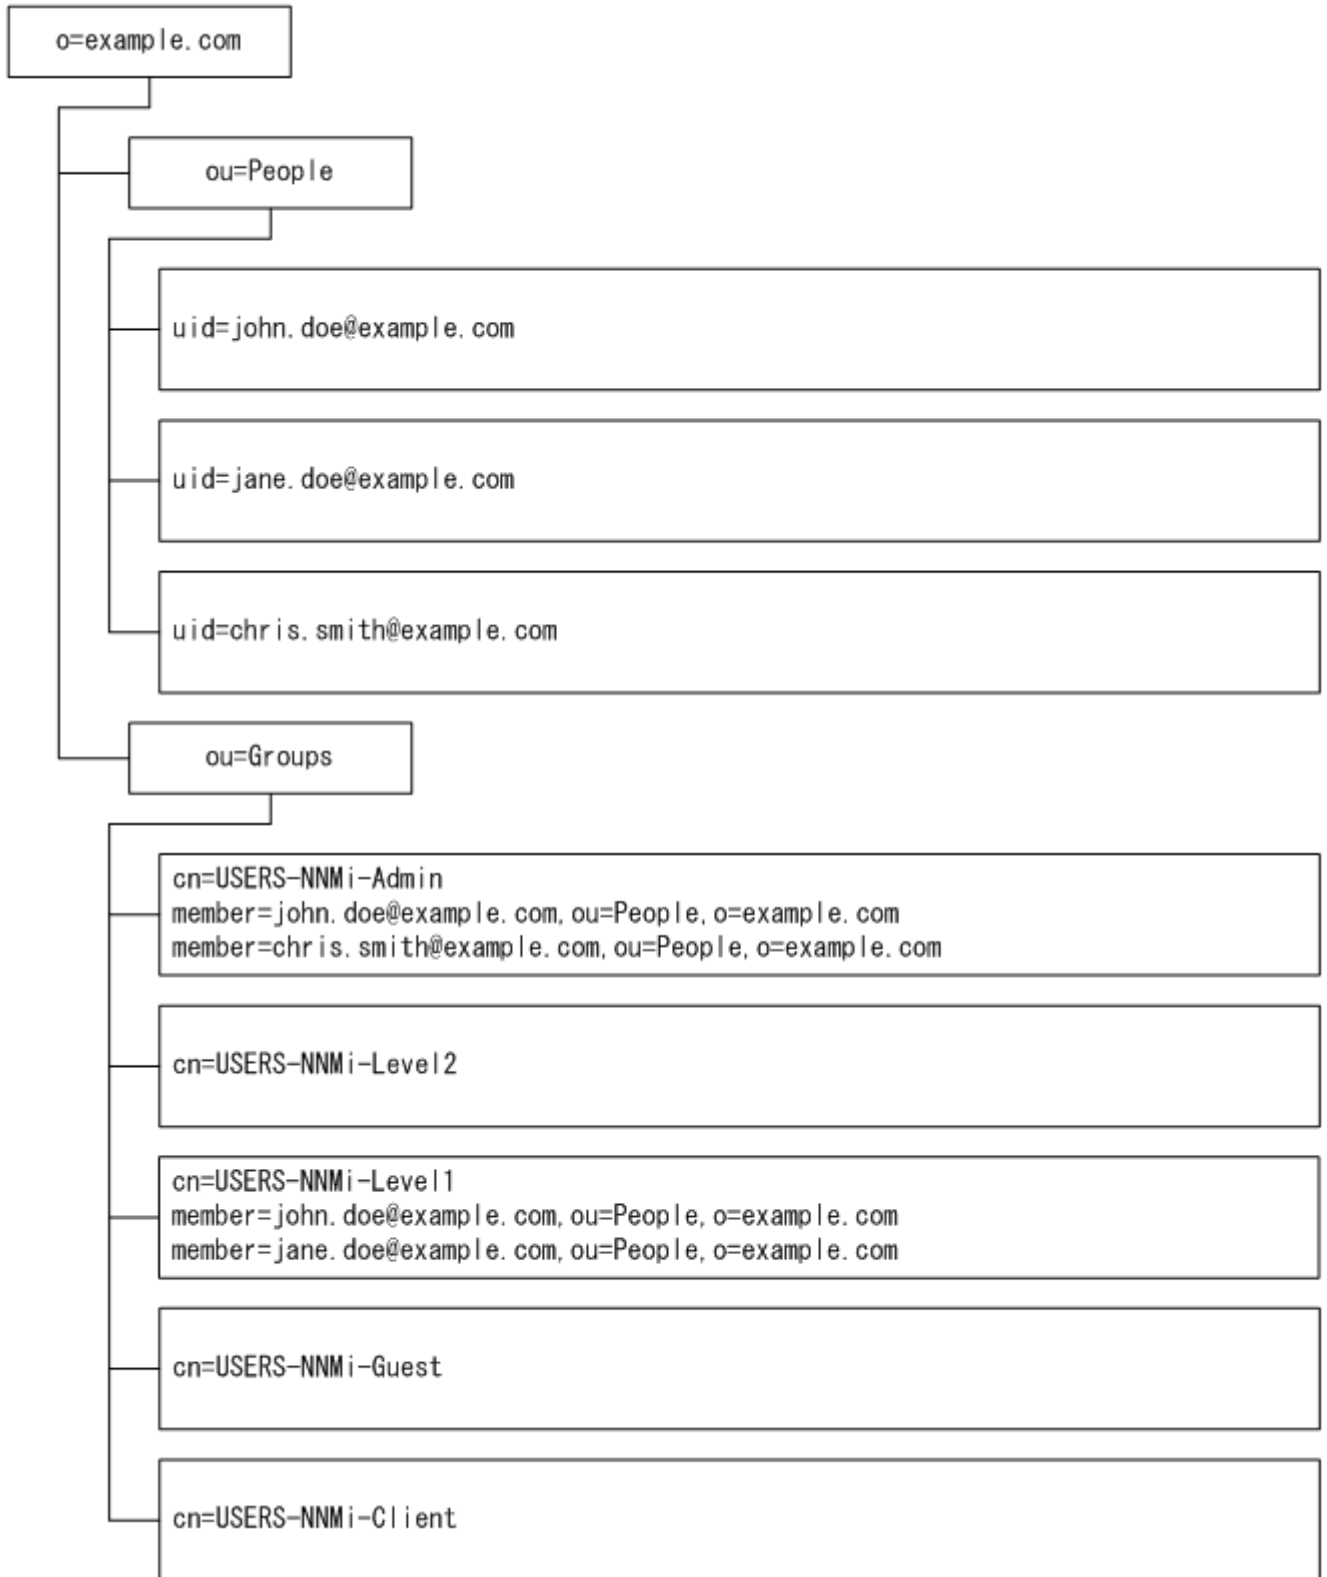 o=example.com
ou=People
uid=john.doe@example.com
uid=jane.doe@example.com
uid=chris.smith@example.com
ou=Groups
cn=USERS-NNMi-Admin
member=john.doe@example.com,ou=People,o=example.com
member=chris.smith@example.com,ou=People,o=example.com
cn=USERS-NNMi-Level2
cn=USERS-NNMi-Level1
member=john.doe@example.com,ou=People,o=example.com
member=jane.doe@example.com,ou=People,o=example.com
cn=USERS-NNMi-Guest
cn=USERS-NNMi-Client